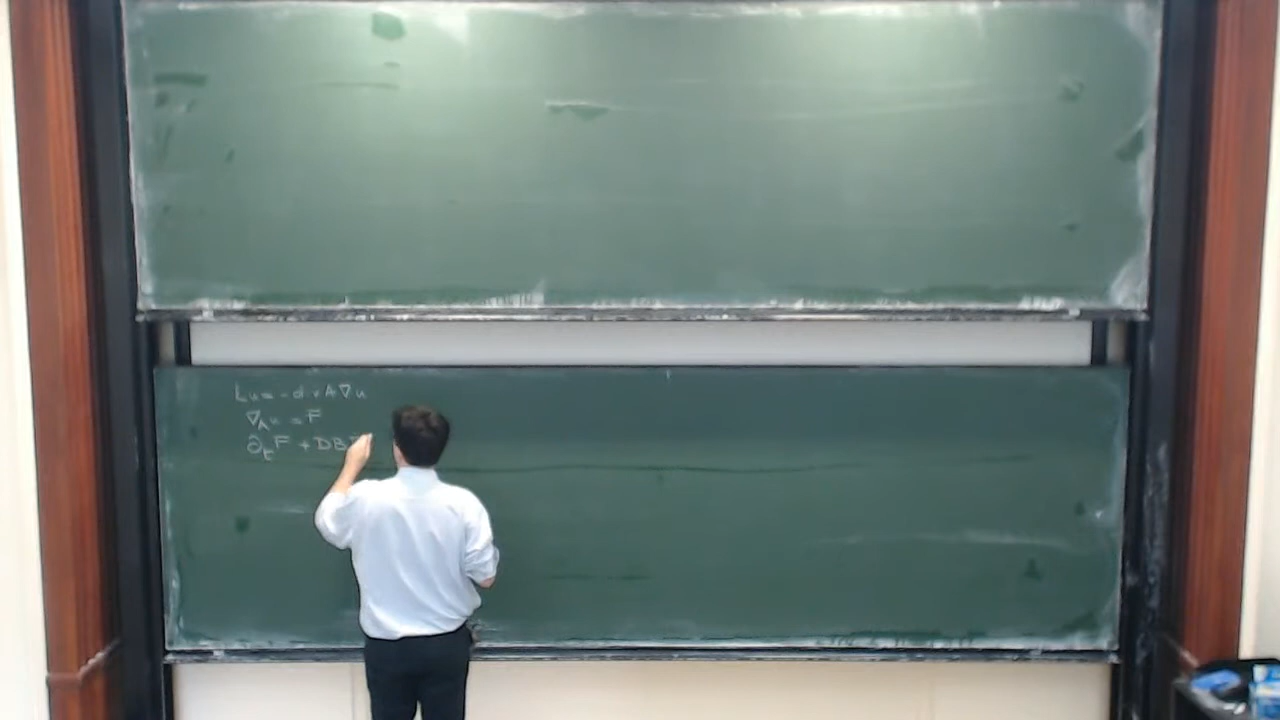 Lu = - div A∇u
∇_A u = F
∂_t F + DB